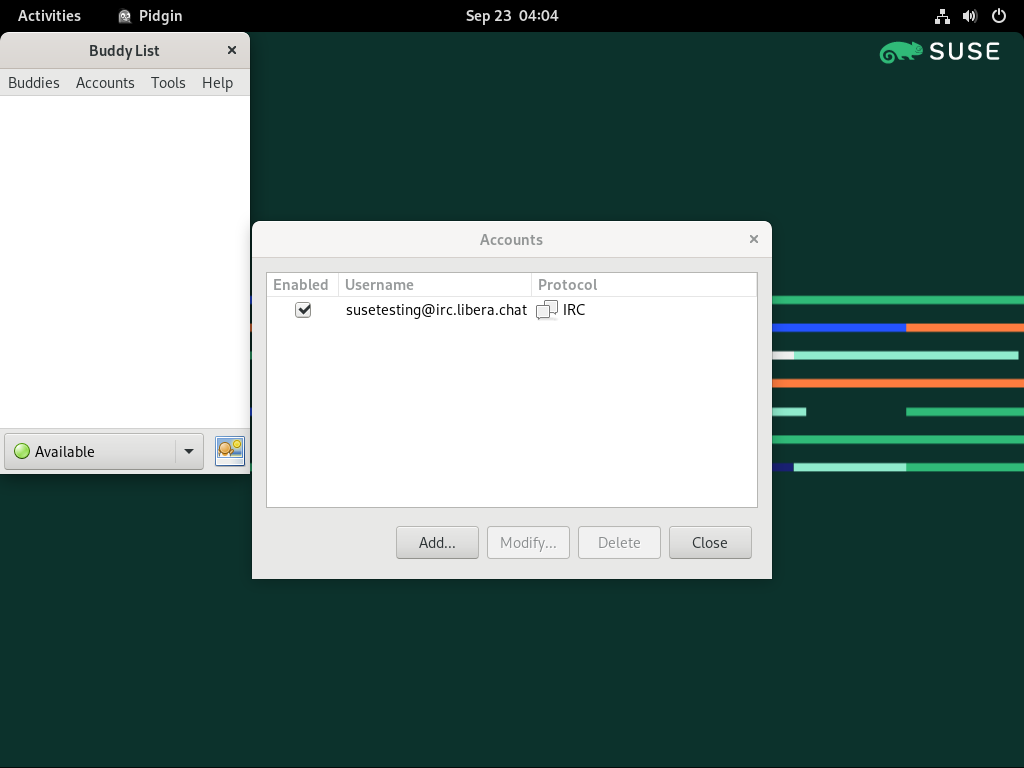 Activities Pidgin Sep 23 04:04
Buddy List
SUSE
Buddies Accounts Tools Help
Accounts
Enabled Username Protocol
susetesting@irc.libera.chat IRC
Available
Add... Modify... Delete Close